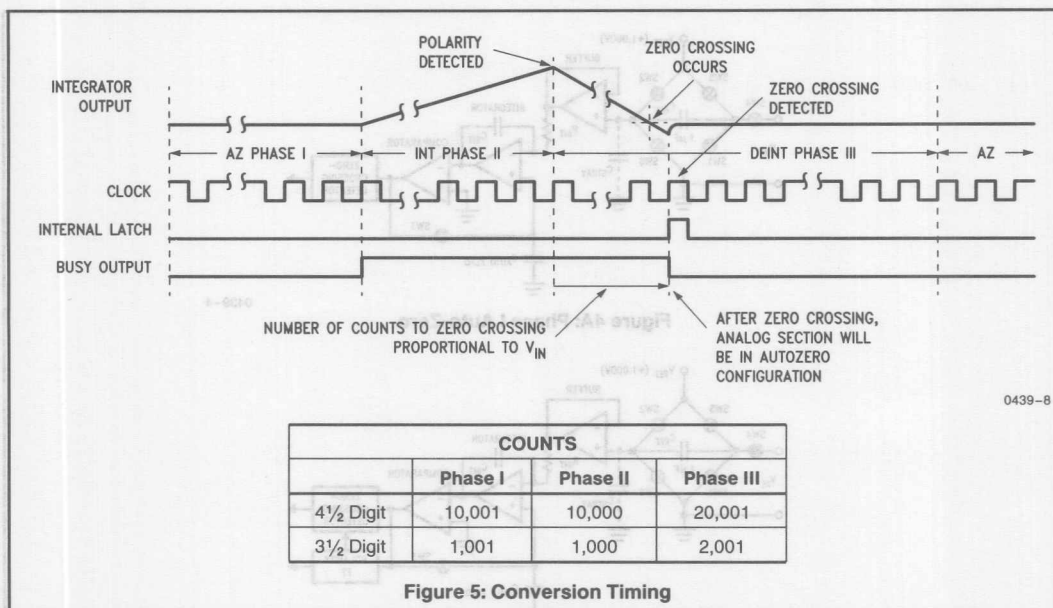 POLARITY
DETECTED
ZERO CROSSING
OCCURS
INTEGRATOR
OUTPUT
ZERO CROSSING
DETECTED
AZ PHASE I
INT PHASE II
DEINT PHASE III
AZ
CLOCK
INTERNAL LATCH
BUSY OUTPUT
NUMBER OF COUNTS TO ZERO CROSSING
PROPORTIONAL TO VIN
AFTER ZERO CROSSING,
ANALOG SECTION WILL
BE IN AUTOZERO
CONFIGURATION
0439–8
COUNTS
Phase I Phase II Phase III
4½ Digit 10,001 10,000 20,001
3½ Digit 1,001 1,000 2,001
Figure 5: Conversion Timing